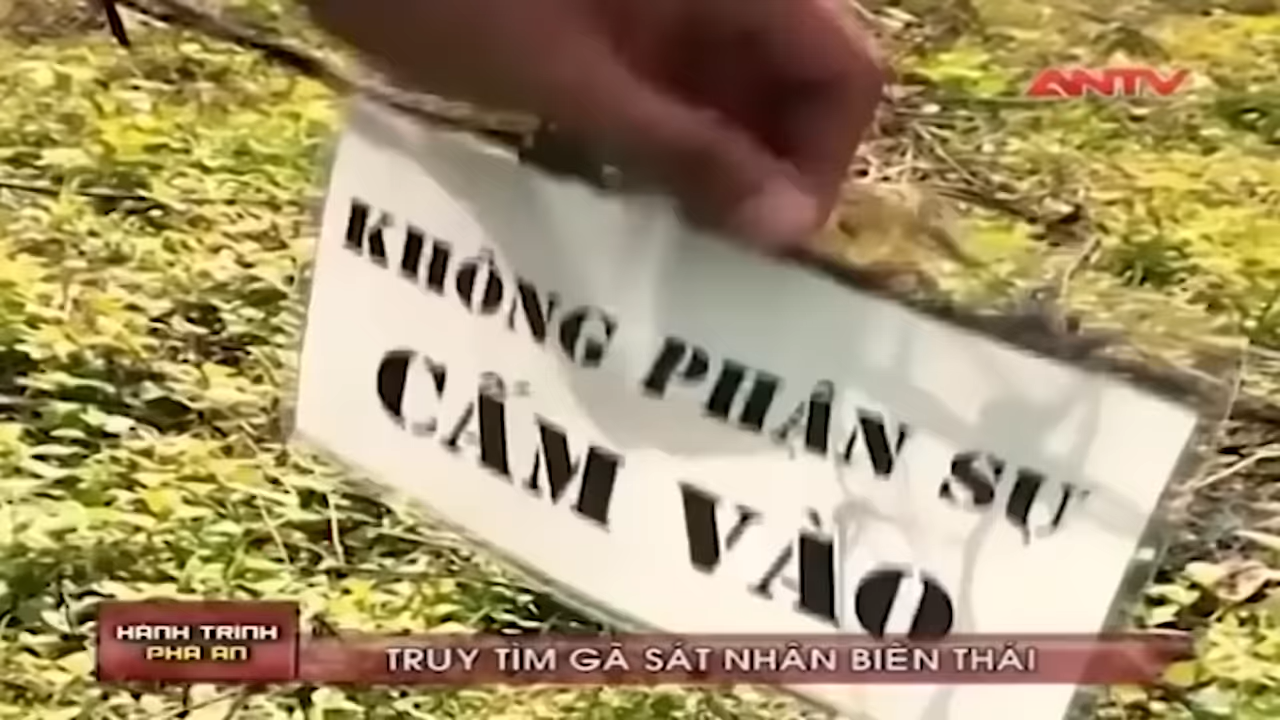 ANTV
KHÔNG PHẬN SỰ
CẤM VÀO
HÀNH TRÌNH
PHÁ ÁN
TRUY TÌM GÃ SÁT NHÂN BIẾN THÁI